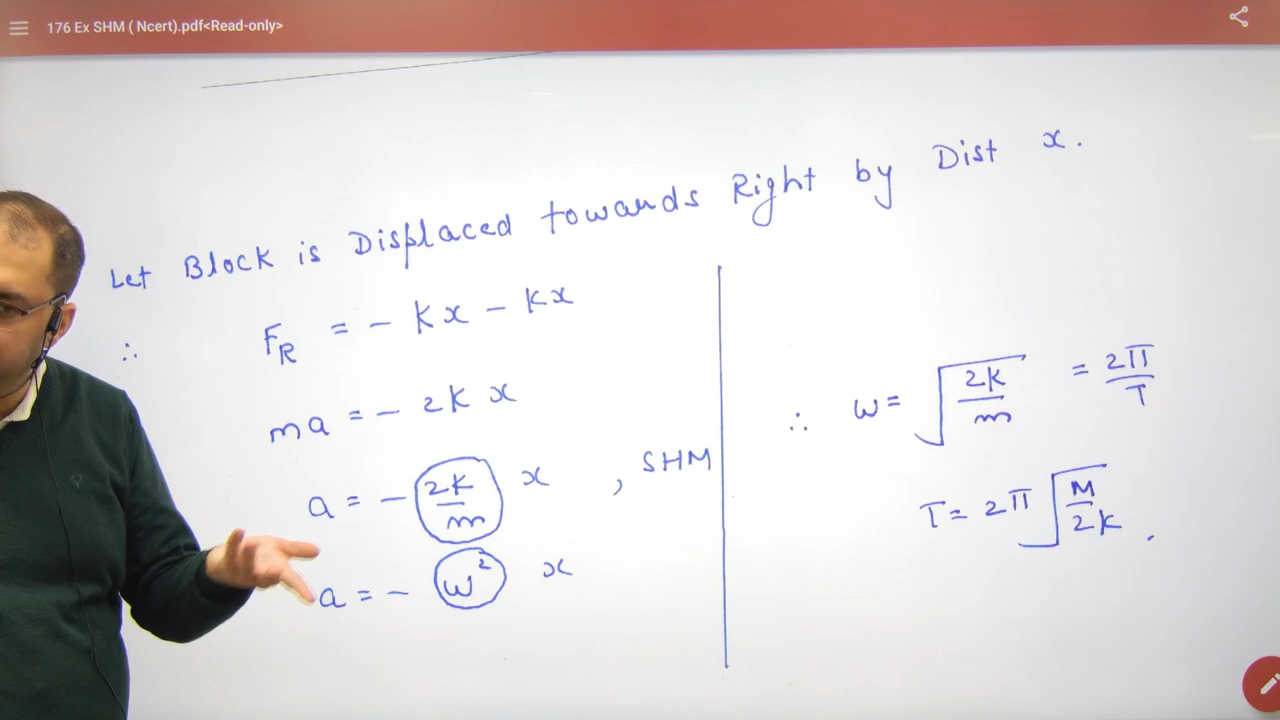 176 Ex SHM ( Ncert).pdf<Read-only>
Let Block is Displaced towards Right by Dist x.
∴ F_R = - Kx - Kx
ma = - 2K x
a = - 2K/m x , SHM
a = - ω² x
∴ ω = √(2K/m) = 2π/T
T = 2π √(M/2K) .